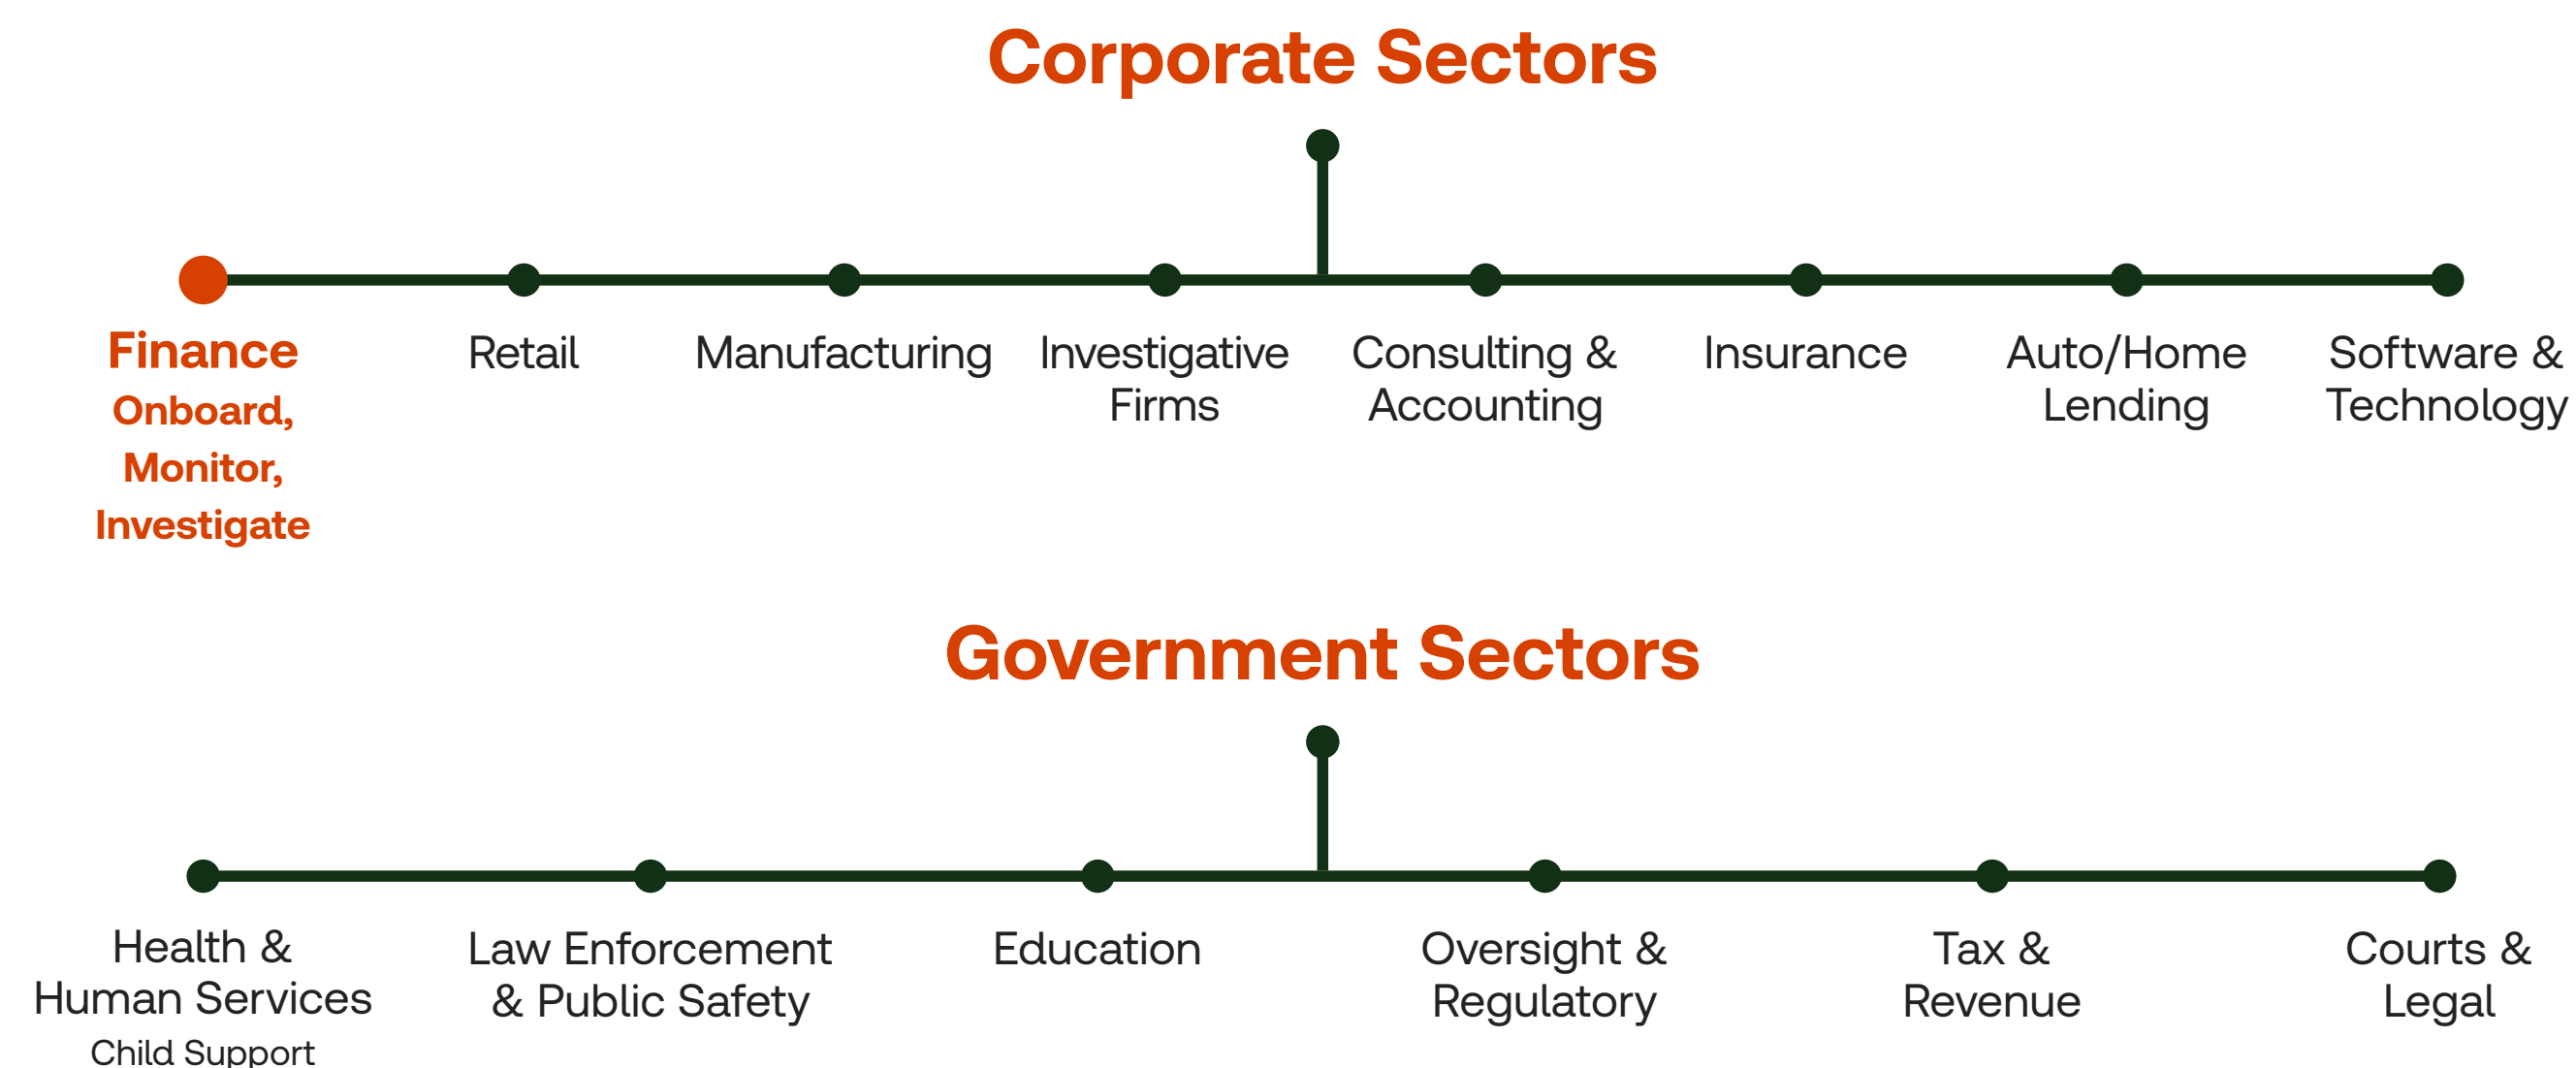 Corporate Sectors
Finance
Onboard,
Monitor,
Investigate
Retail
Manufacturing
Investigative
Firms
Consulting &
Accounting
Insurance
Auto/Home
Lending
Software &
Technology
Government Sectors
Health &
Human Services
Child Support
Law Enforcement
& Public Safety
Education
Oversight &
Regulatory
Tax &
Revenue
Courts &
Legal